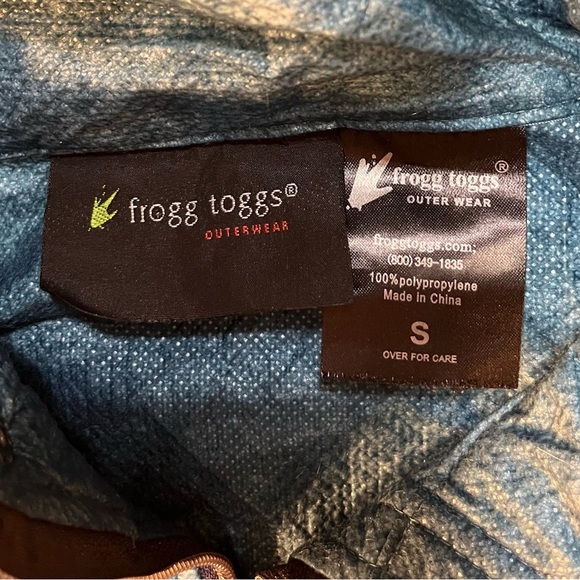 frogg toggs®
OUTERWEAR
frogg toggs®
OUTER WEAR
froggtoggs.com;
(800) 349-1835
100%polypropylene
Made in China
S
OVER FOR CARE